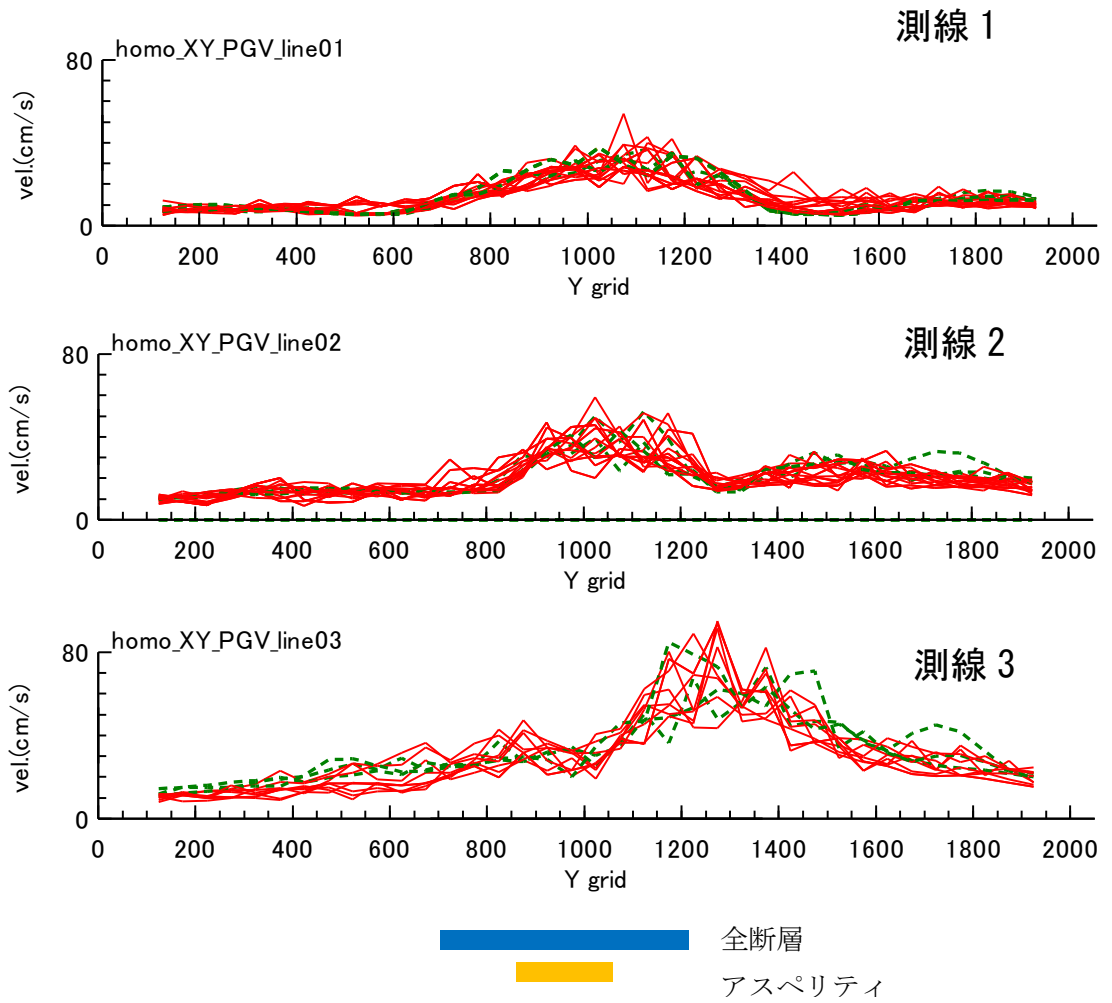 測線 1
homo_XY_PGV_line01
80
0
vel.(cm/s)
0 200 400 600 800 1000 1200 1400 1600 1800 2000
Y grid
測線 2
homo_XY_PGV_line02
80
0
vel.(cm/s)
0 200 400 600 800 1000 1200 1400 1600 1800 2000
Y grid
測線 3
homo_XY_PGV_line03
80
0
vel.(cm/s)
0 200 400 600 800 1000 1200 1400 1600 1800 2000
Y grid
全断層
アスペリティ